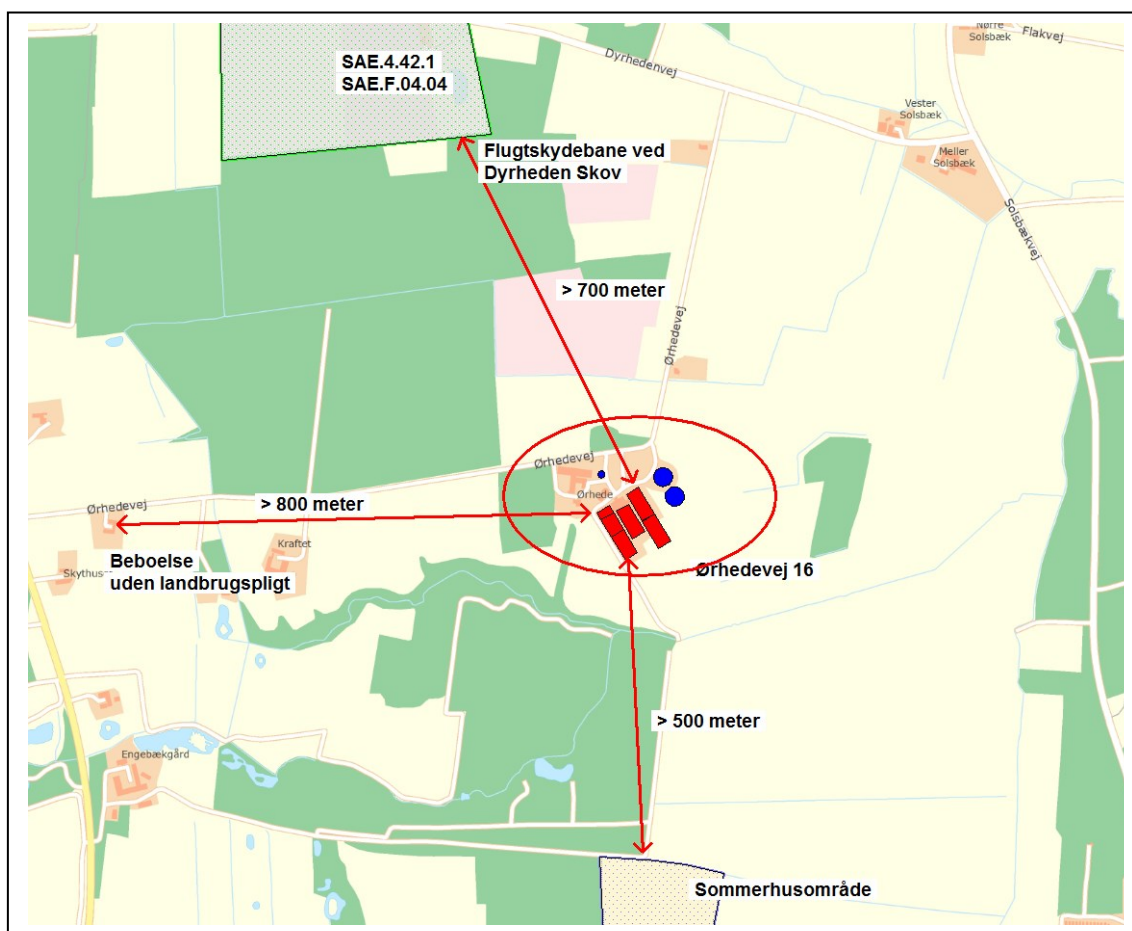 SAE.4.42.1
SAE.F.04.04
Nørre
Solsbæk
Flakvej
Dyrhedenvej
Vester
Solsbæk
Meller
Solsbæk
Flugtskydebane ved
Dyrheden Skov
Solsbækvej
> 700 meter
Ørhedevej
Ørhedevej
Ørhede
Ørhedevej
> 800 meter
Kraftet
Beboelse
uden landbrugspligt
Skythus
Ørhedevej 16
> 500 meter
Engebækgård
Sommerhusområde